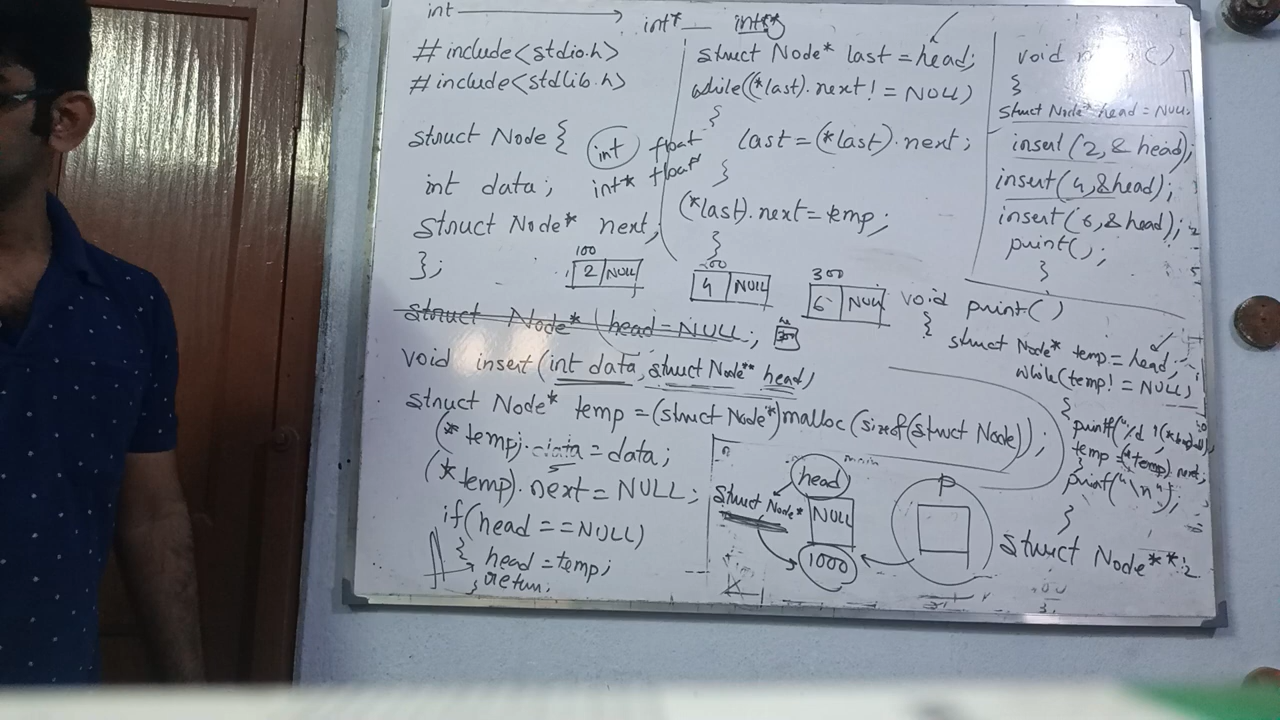 int → int* int**
#include<stdio.h>
#include<stdlib.h>
struct Node {
int float
int data; int* float*
struct Node* next;
};
100 2 NULL
4 NULL
300 6 NULL
struct Node* head=NULL;
void insert(int data, struct Node** head)
struct Node* temp=(struct Node*)malloc(sizeof(struct Node));
(*temp).data=data;
(*temp).next=NULL;
if(head==NULL)
{
head=temp;
return;
}
struct Node* last=head;
while((*last).next!=NULL)
{
last=(*last).next;
}
(*last).next=temp;
}
void ()
{
struct Node* head=NULL;
insert(2,&head);
insert(4,&head);
insert(6,&head);
print();
}
void print()
{
struct Node* temp=head;
while(temp!=NULL)
{
printf("%d
temp=(*temp).next;
}
printf("\n");
}
head
struct Node* NULL
1000
P
struct Node**